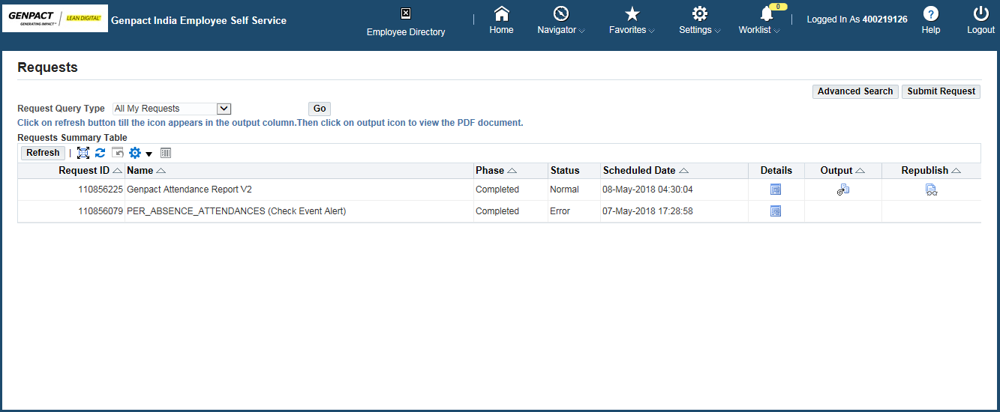 GENPACT LEAN DIGITAL℠
GENERATING IMPACT℠
Genpact India Employee Self Service
Employee Directory
Home
Navigator
Favorites
Settings
0
Worklist
Logged In As 400219126
?
Help
Logout
Requests
Advanced Search Submit Request
Request Query Type All My Requests Go
Click on refresh button till the icon appears in the output column.Then click on output icon to view the PDF document.
Requests Summary Table
Refresh
Request ID Name Phase Status Scheduled Date Details Output Republish
110856225 Genpact Attendance Report V2 Completed Normal 08-May-2018 04:30:04
110856079 PER_ABSENCE_ATTENDANCES (Check Event Alert) Completed Error 07-May-2018 17:28:58